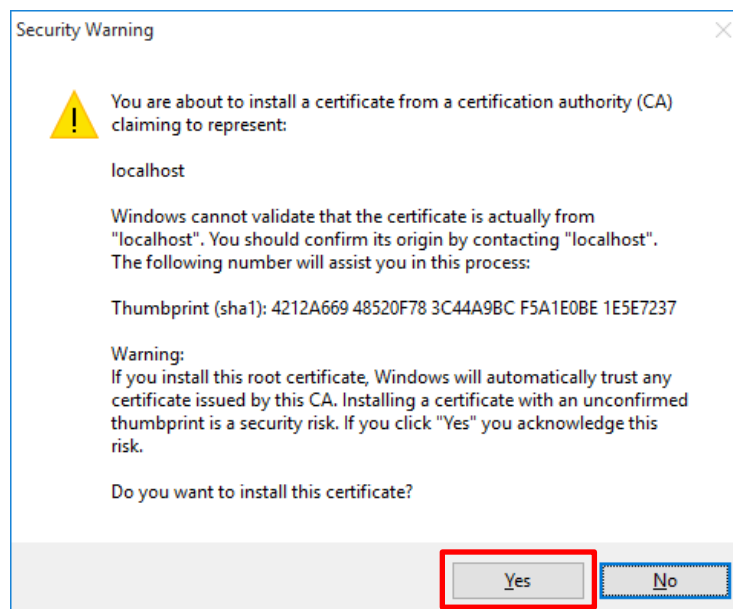 Security Warning
You are about to install a certificate from a certification authority (CA)
claiming to represent:
localhost
Windows cannot validate that the certificate is actually from
"localhost". You should confirm its origin by contacting "localhost".
The following number will assist you in this process:
Thumbprint (sha1): 4212A669 48520F78 3C44A9BC F5A1E0BE 1E5E7237
Warning:
If you install this root certificate, Windows will automatically trust any
certificate issued by this CA. Installing a certificate with an unconfirmed
thumbprint is a security risk. If you click "Yes" you acknowledge this
risk.
Do you want to install this certificate?
Yes No